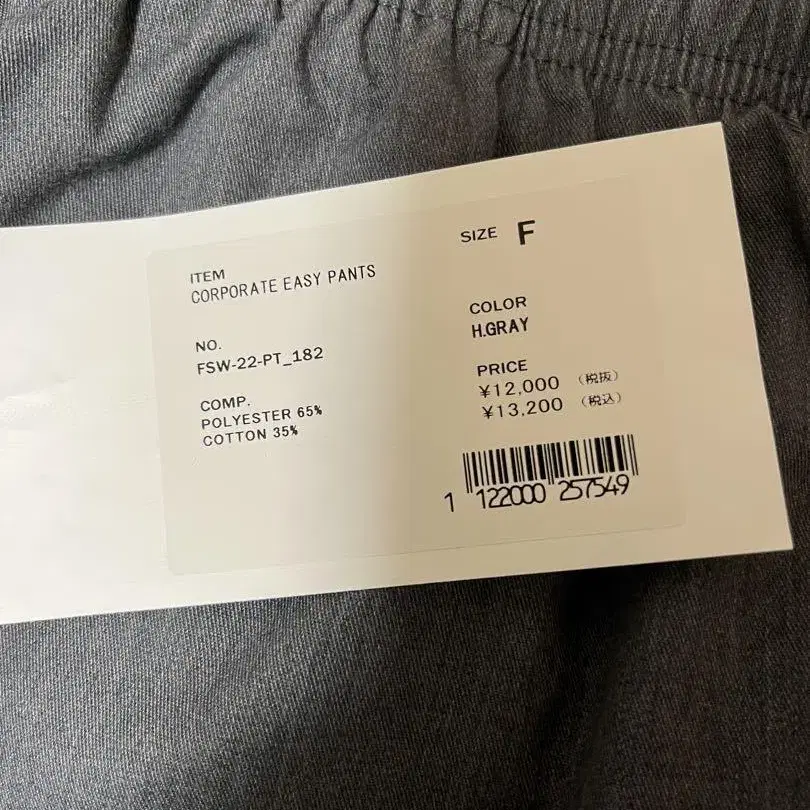 ITEM
CORPORATE EASY PANTS
NO.
FSW-22-PT_182
COMP.
POLYESTER 65%
COTTON 35%
SIZE F
COLOR
H.GRAY
PRICE
¥12,000 (税抜)
¥13,200 (税込)
1 122000 257549